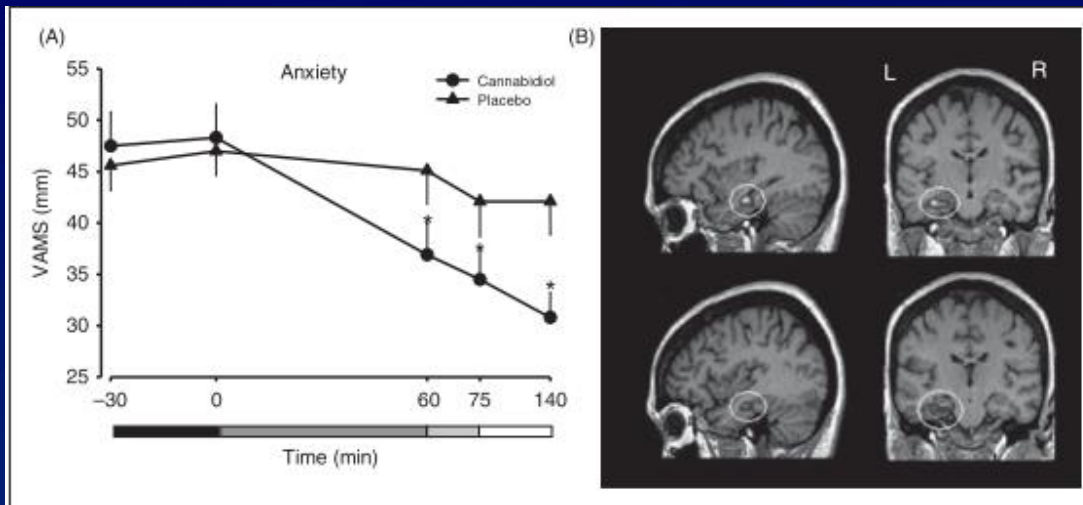 (A)
Anxiety
Cannabidiol
Placebo
VAMS (mm)
55
50
45
40
35
30
25
*
*
*
−30
0
60
75
140
Time (min)
(B)
L
R